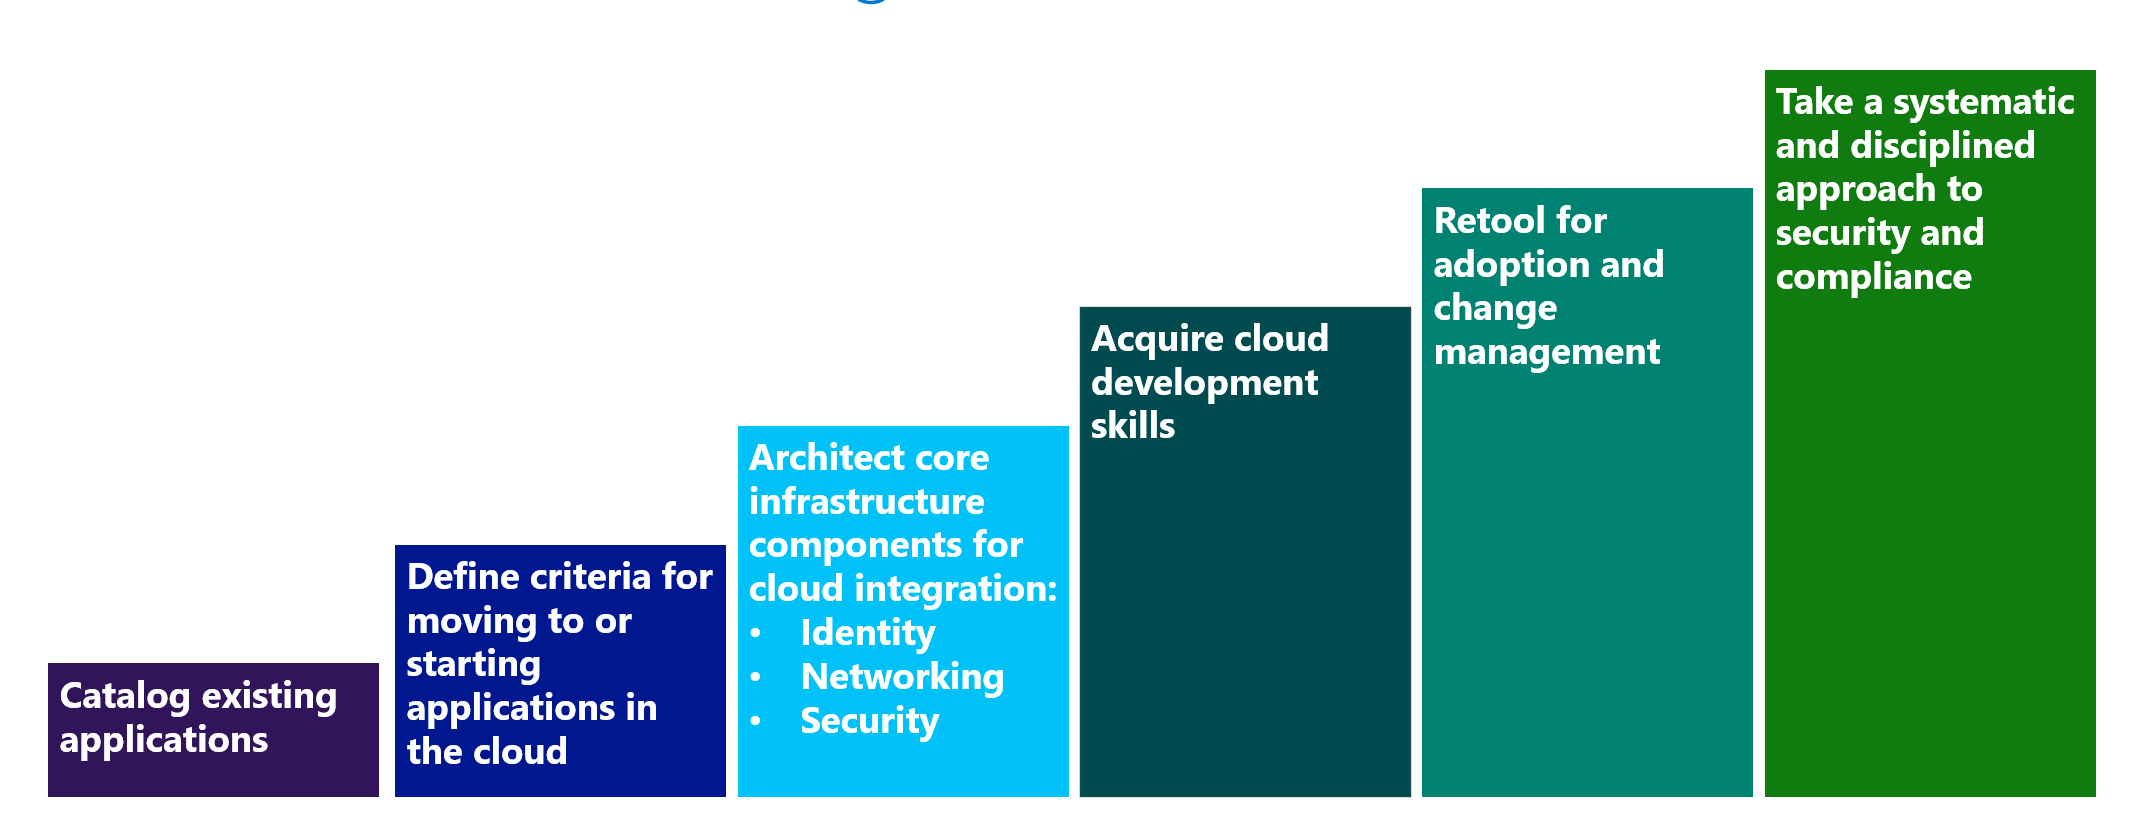 Catalog existing
applications
Define criteria for
moving to or
starting
applications in
the cloud
Architect core
infrastructure
components for
cloud integration:
• Identity
• Networking
• Security
Acquire cloud
development
skills
Retool for
adoption and
change
management
Take a systematic
and disciplined
approach to
security and
compliance